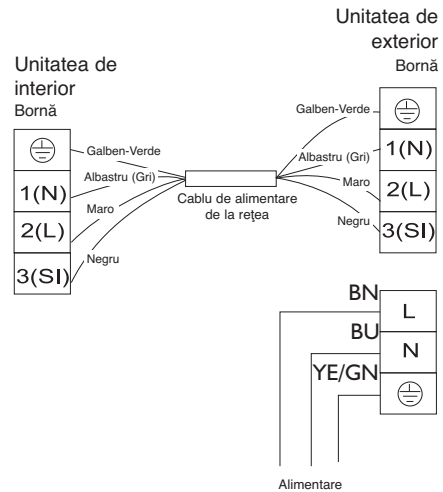 Unitatea de
interior
Bornă
Galben-Verde
Albastru (Gri)
Maro
Negru
1(N)
2(L)
3(SI)
Cablu de alimentare
de la rețea
Unitatea de
exterior
Bornă
Galben-Verde
Albastru (Gri)
Maro
Negru
1(N)
2(L)
3(SI)
BN
L
BU
N
YE/GN
Alimentare